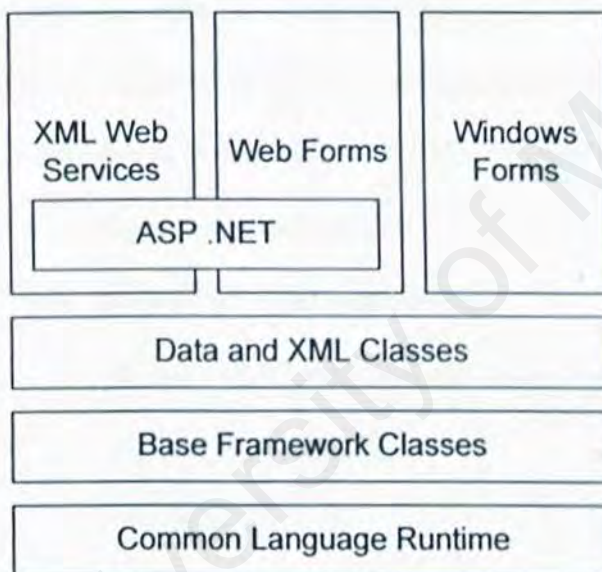 XML Web
Services
Web Forms
Windows
Forms
ASP .NET
Data and XML Classes
Base Framework Classes
Common Language Runtime